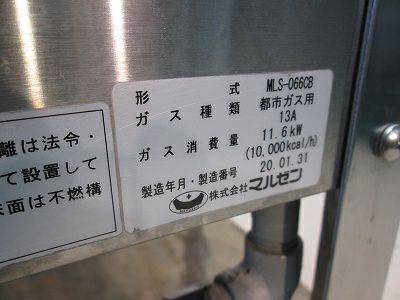 離は法令・
て設置して
面は不燃構
形式 MLS-066CB
ガス種類 都市ガス用
13A
ガス消費量 11.6kW
(10,000kcal/h)
製造年月・製造番号 20.01.31
株式会社マルゼン